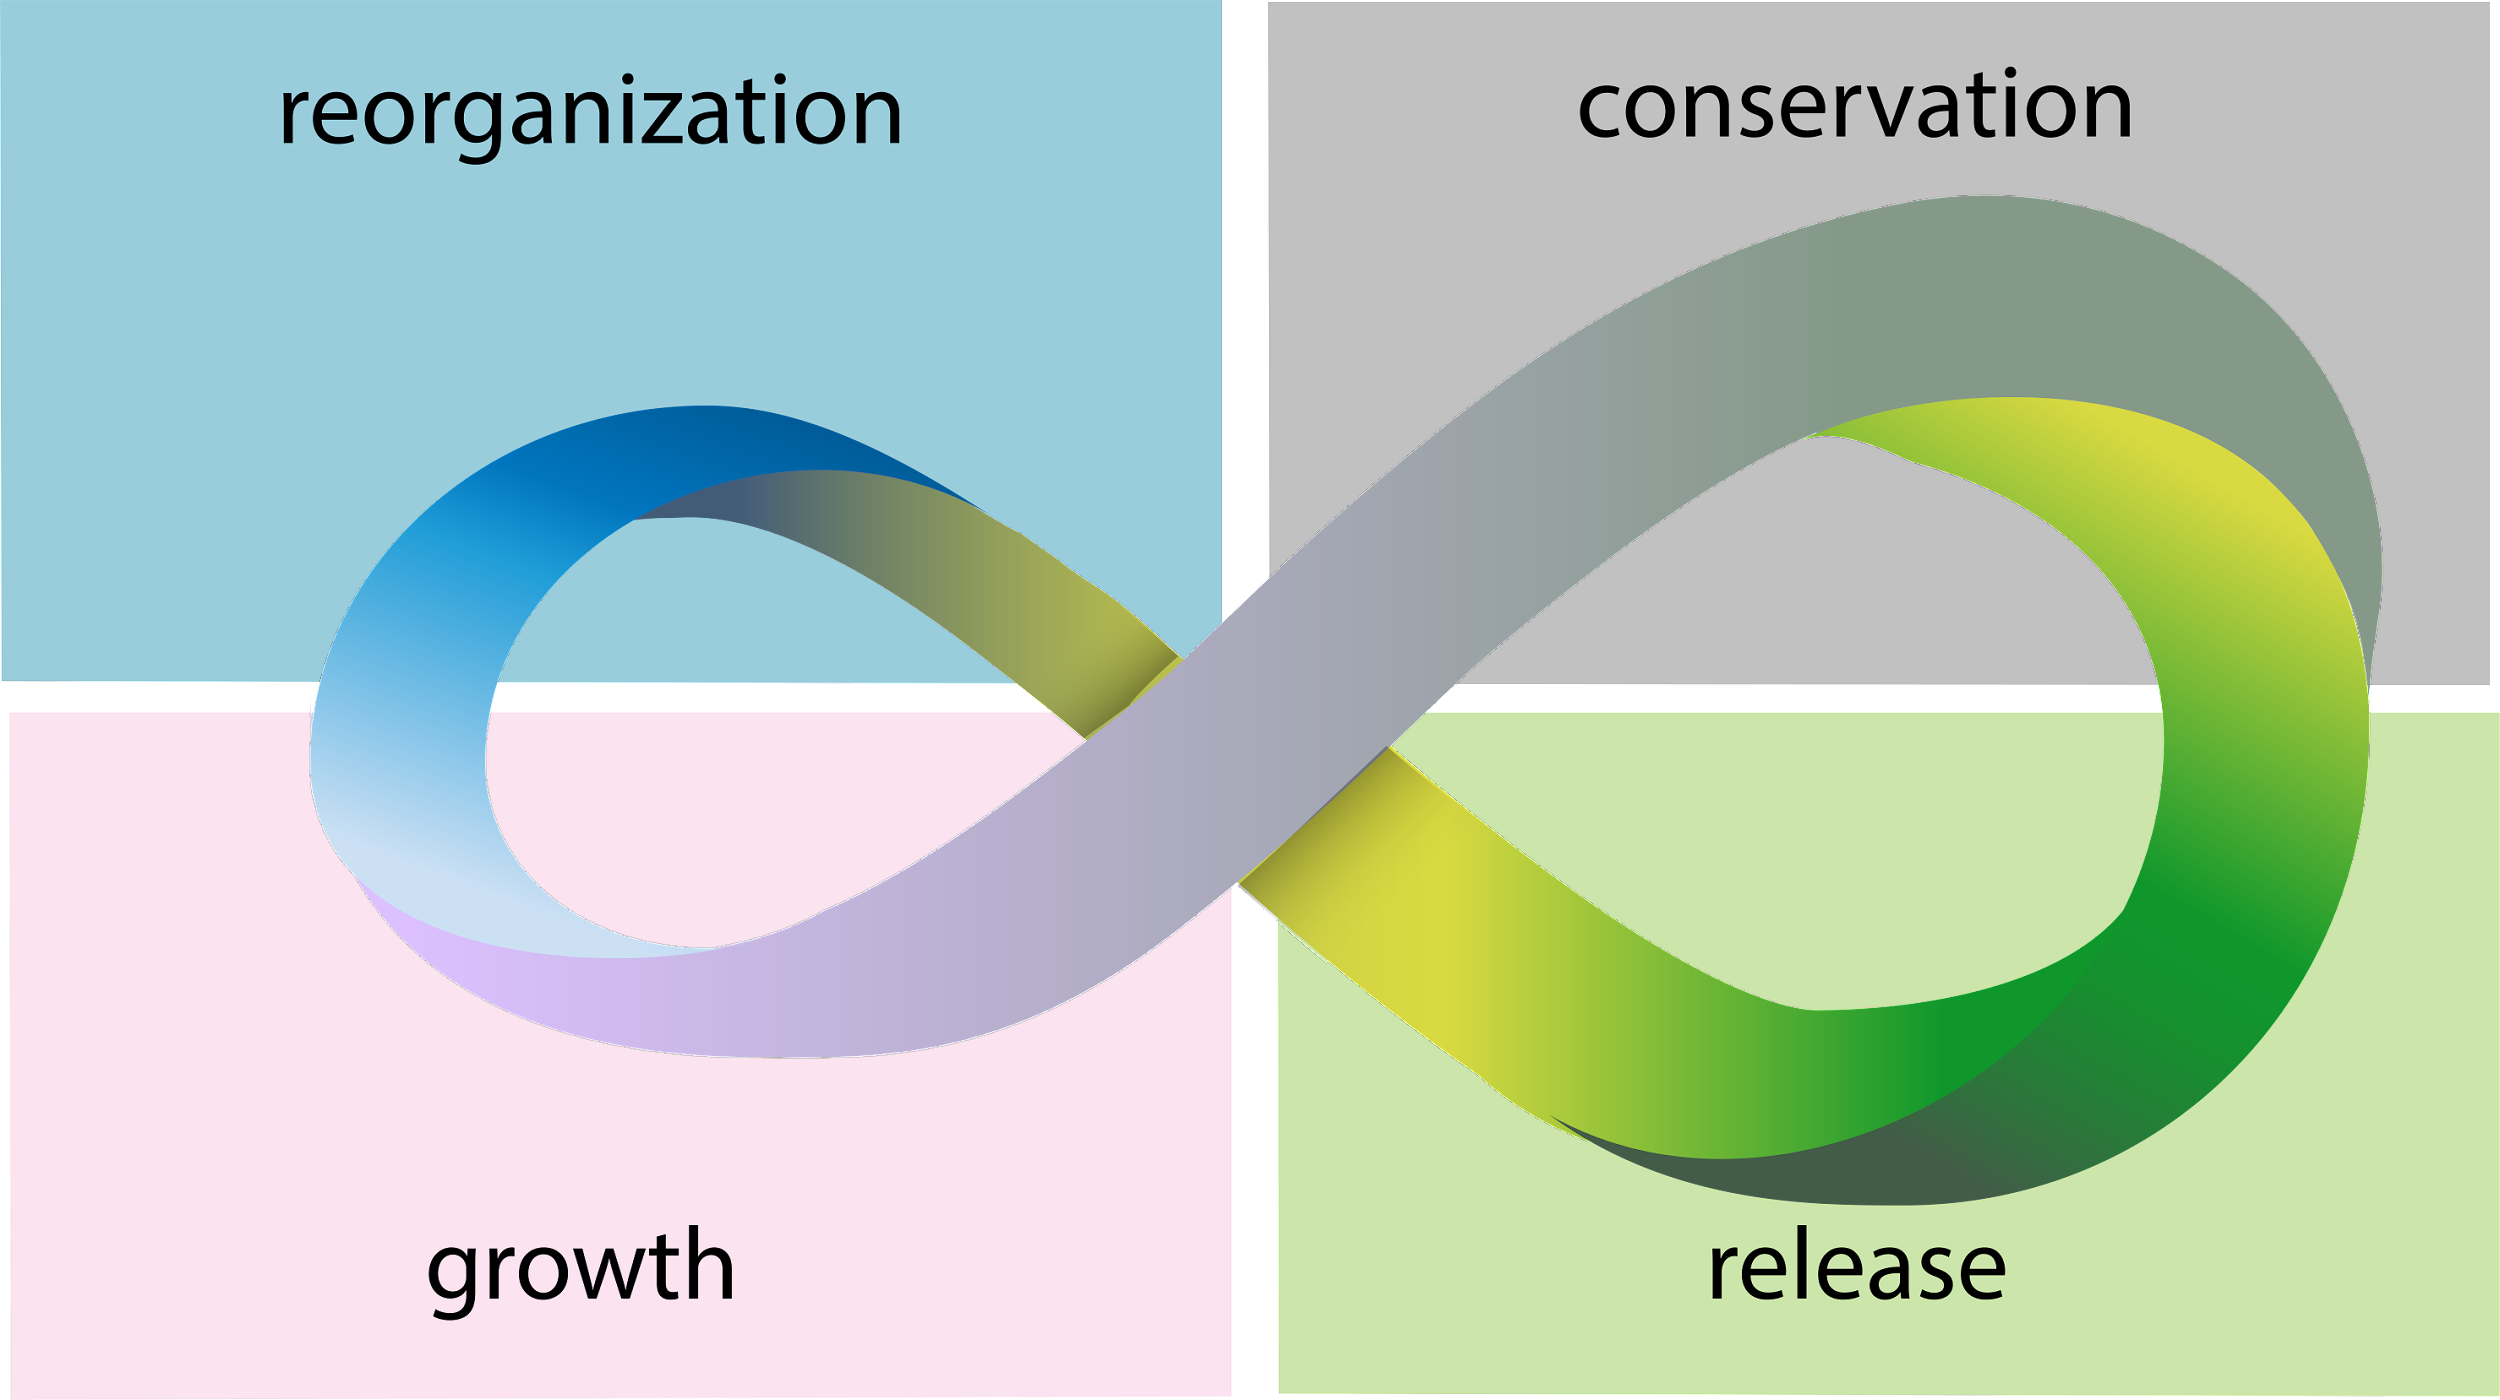 reorganization
conservation
growth
release